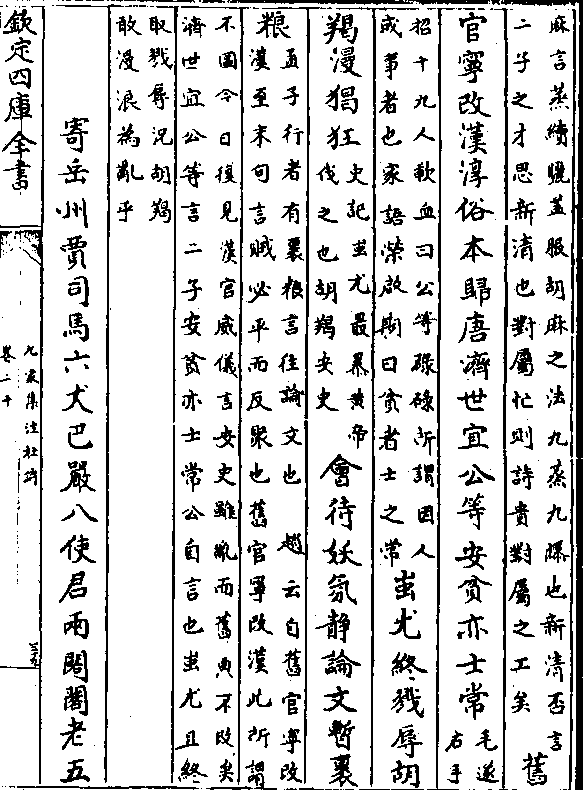 麻言蒸續曬蓋服胡麻之法九蒸九曝也新清否言
二子之才思新清也對屬忙則詩貴對屬之工矣
舊
官寧改漢淳俗本歸唐濟世宜公等安貧亦士常
毛遂
右手
招十九人歃血曰公等碌碌所謂因人
成事者也家語榮啟期曰貧者士之常
蚩尤終戮辱胡
羯漫猖狂
史記蚩尤最暴黃帝
伐之也胡羯安史
會待妖氛靜論文暫裹
粮
孟子行者有裹粮言往論文也 趙云自舊官寧改
漢至末句言賊必平而反聚也舊官寧改漢此所謂
不圖今日復見漢官威儀言安史雖亂而舊典不改矣
濟世宜公等言二子安貧亦士常公自言也蚩尤且終
取戮辱況胡羯
敢漫浪為亂乎
寄岳州賈司馬六丈巴嚴八使君兩閣閣老五
欽定四庫全書
九家集注杜詩
卷二十